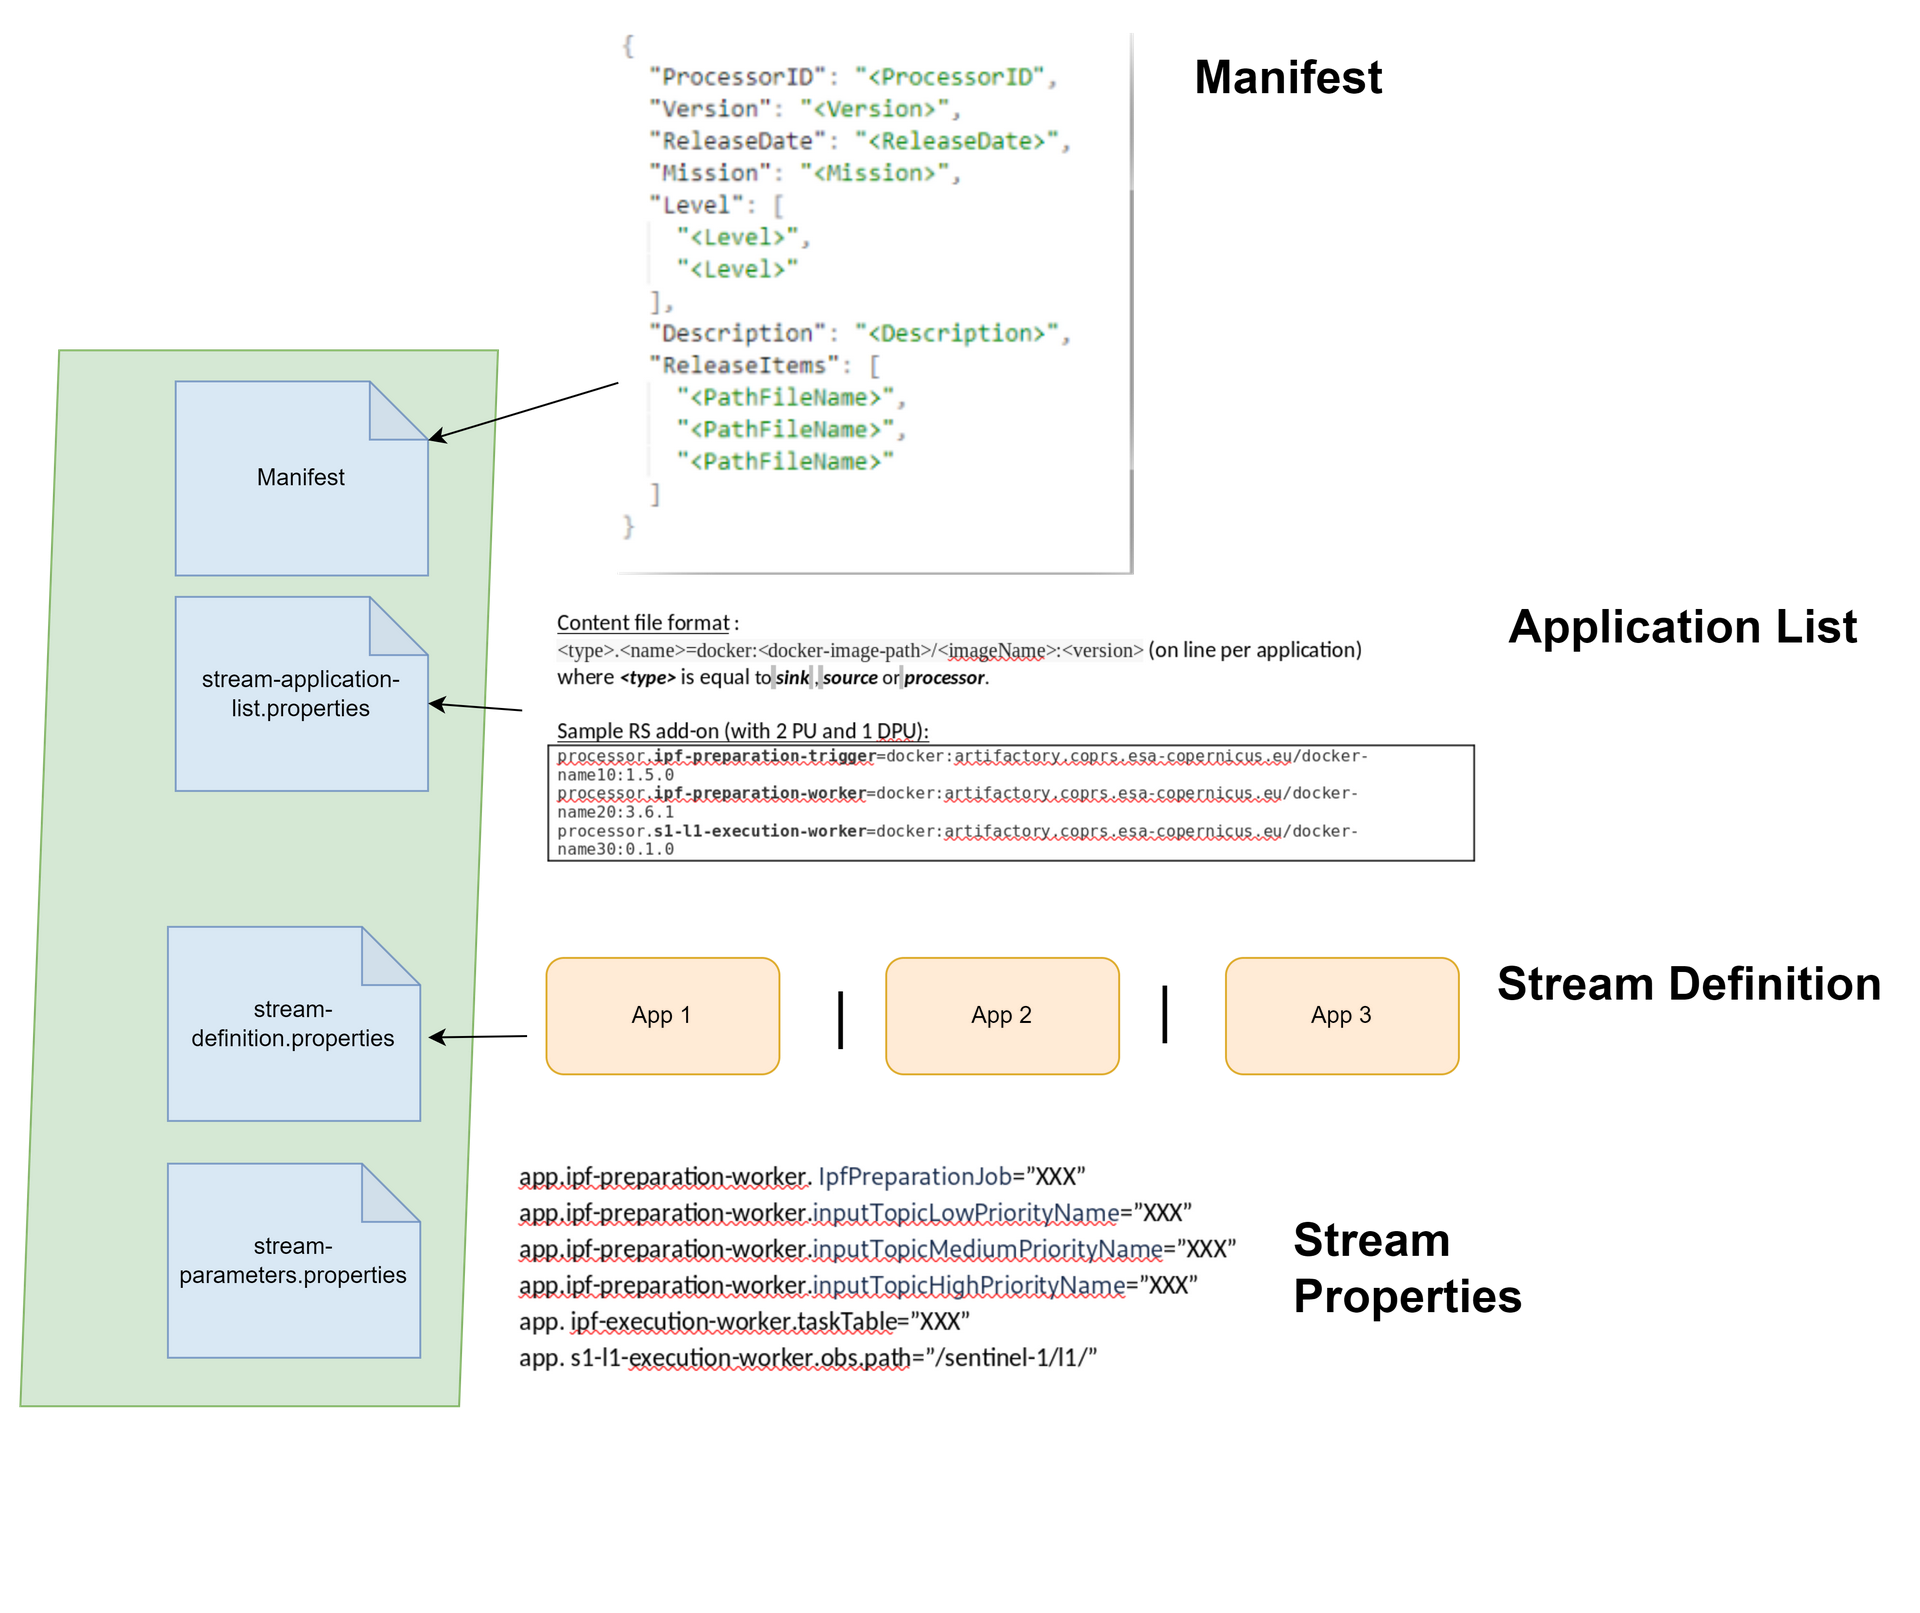 {
"ProcessorID": "<ProcessorID",
"Version": "<Version>",
"ReleaseDate": "<ReleaseDate>",
"Mission": "<Mission>",
"Level": [
"<Level>",
"<Level>"
],
"Description": "<Description>",
"ReleaseItems": [
"<PathFileName>",
"<PathFileName>",
"<PathFileName>"
]
}
Manifest
Manifest
stream-application-
list.properties
Content file format :
<type>.<name>=docker:<docker-image-path>/<imageName>:<version> (on line per application)
where <type> is equal to sink , source or processor.
Sample RS add-on (with 2 PU and 1 DPU):
processor.ipf-preparation-trigger=docker:artifactory.coprs.esa-copernicus.eu/docker-
name10:1.5.0
processor.ipf-preparation-worker=docker:artifactory.coprs.esa-copernicus.eu/docker-
name20:3.6.1
processor.s1-l1-execution-worker=docker:artifactory.coprs.esa-copernicus.eu/docker-
name30:0.1.0
Application List
stream-
definition.properties
App 1 | App 2 | App 3
Stream Definition
stream-
parameters.properties
app.ipf-preparation-worker. IpfPreparationJob=”XXX”
app.ipf-preparation-worker.inputTopicLowPriorityName=”XXX”
app.ipf-preparation-worker.inputTopicMediumPriorityName=”XXX”
app.ipf-preparation-worker.inputTopicHighPriorityName=”XXX”
app. ipf-execution-worker.taskTable=”XXX”
app. s1-l1-execution-worker.obs.path=”/sentinel-1/l1/”
Stream
Properties